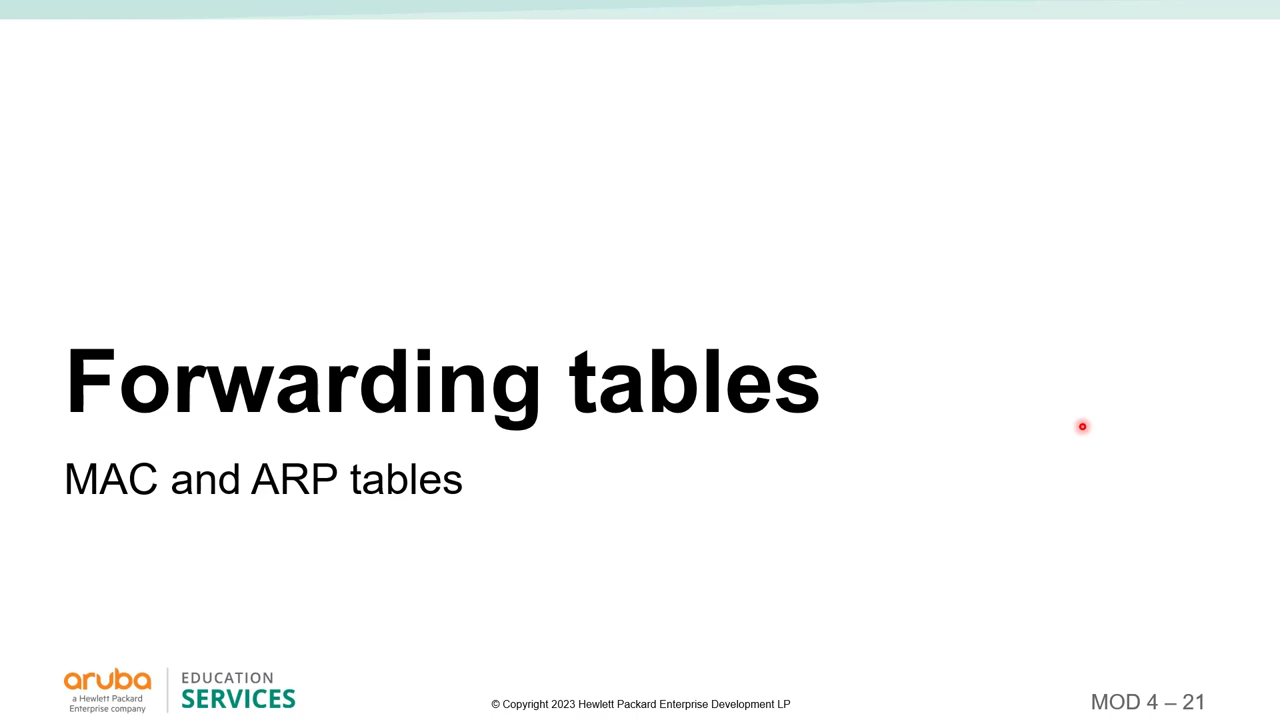 Forwarding tables
MAC and ARP tables
aruba
a Hewlett Packard
Enterprise company
EDUCATION
SERVICES
© Copyright 2023 Hewlett Packard Enterprise Development LP
MOD 4 – 21